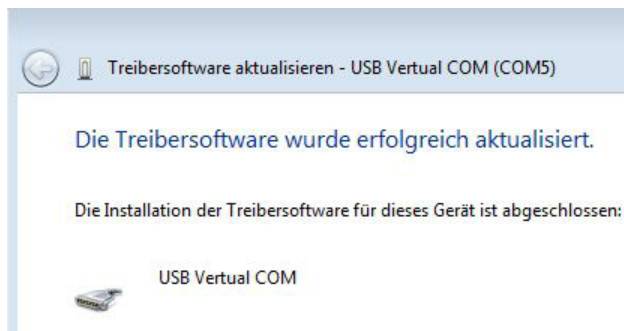 Treibersoftware aktualisieren - USB Vertual COM (COM5)
Die Treibersoftware wurde erfolgreich aktualisiert.
Die Installation der Treibersoftware für dieses Gerät ist abgeschlossen:
USB Vertual COM